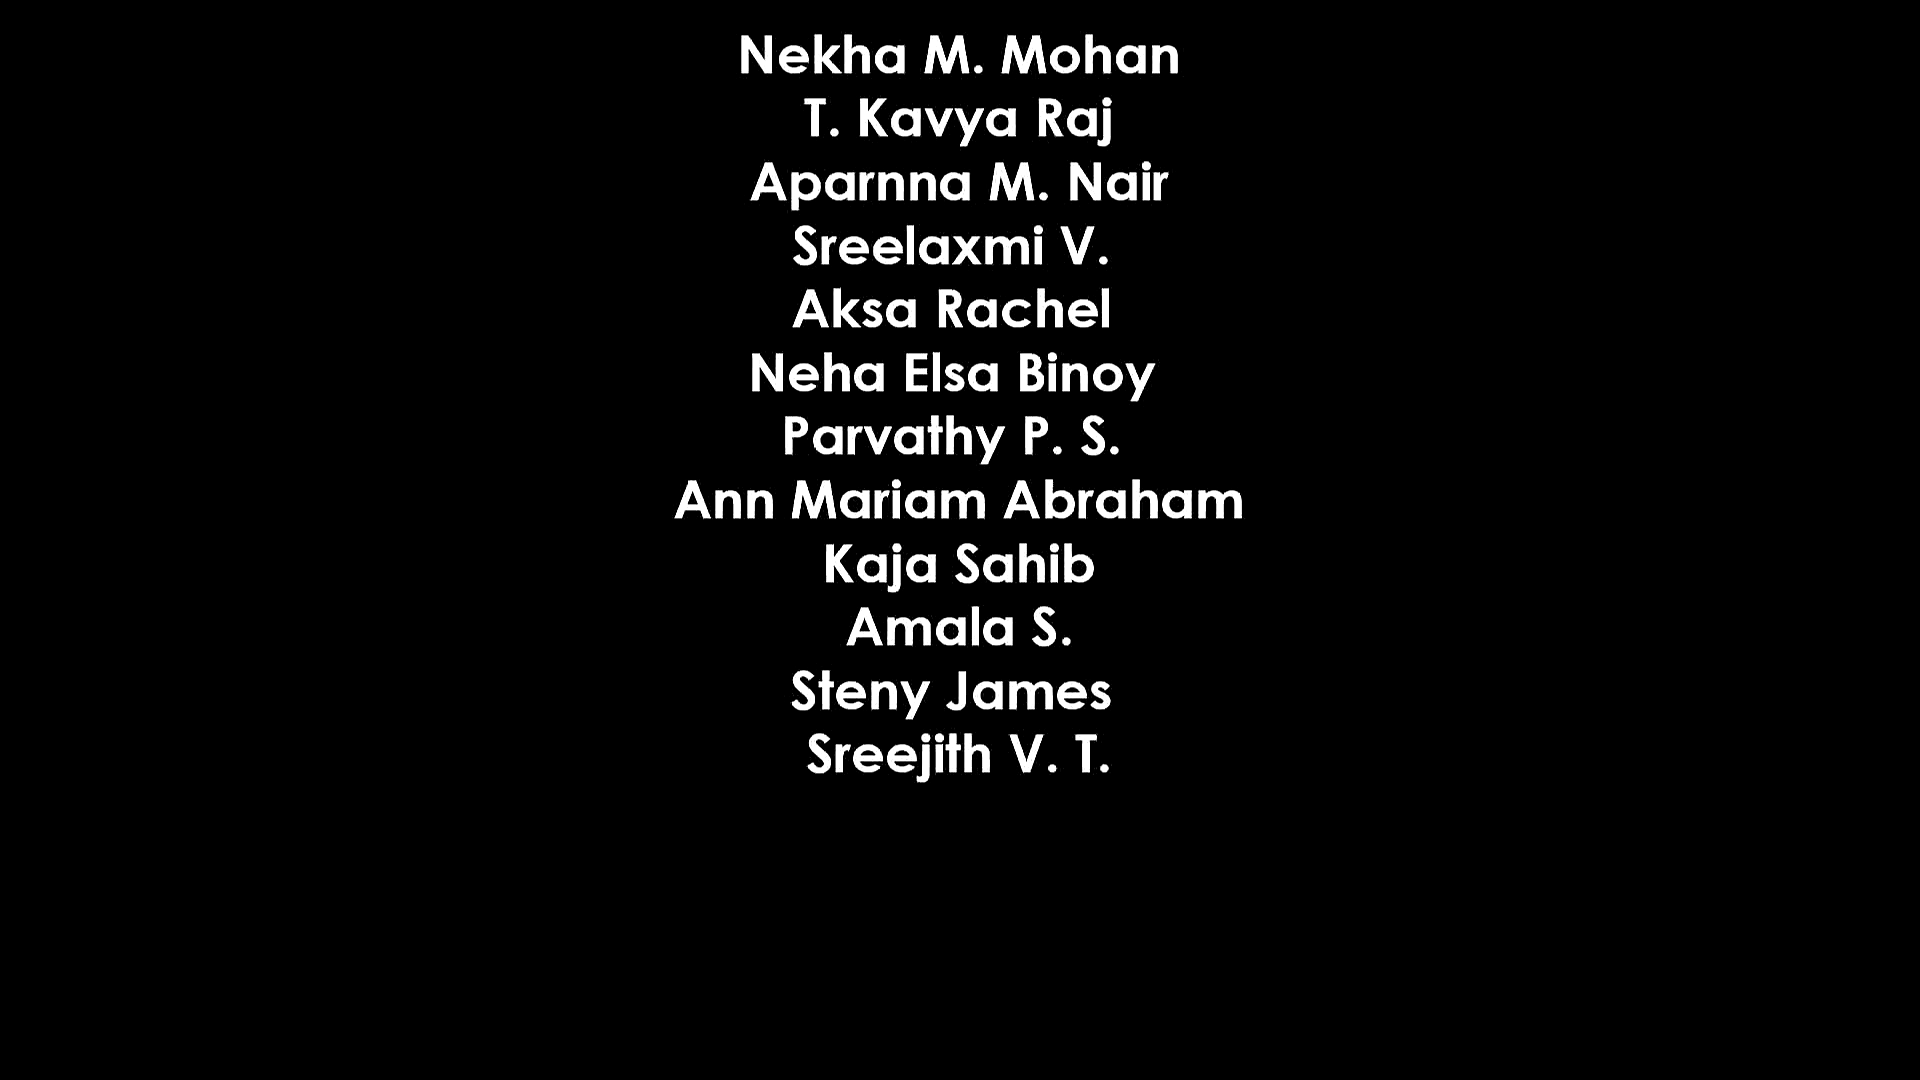 Nekha M. Mohan
T. Kavya Raj
Aparnna M. Nair
Sreelaxmi V.
Aksa Rachel
Neha Elsa Binoy
Parvathy P. S.
Ann Mariam Abraham
Kaja Sahib
Amala S.
Steny James
Sreejith V. T.